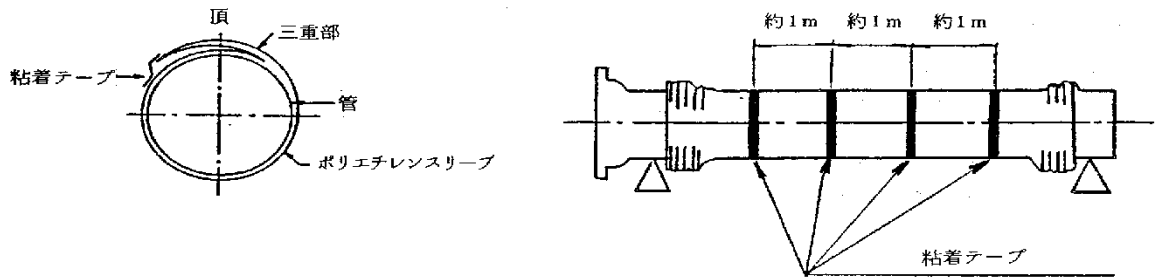 頂
三重部
粘着テープ
管
ポリエチレンスリーブ
約1m 約1m 約1m
粘着テープ